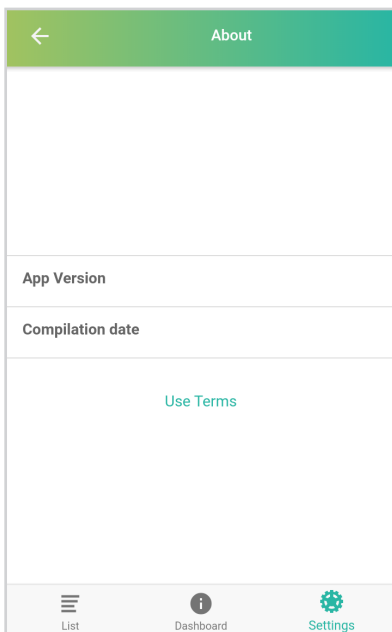 About
App Version
Compilation date
Use Terms
List
Dashboard
Settings